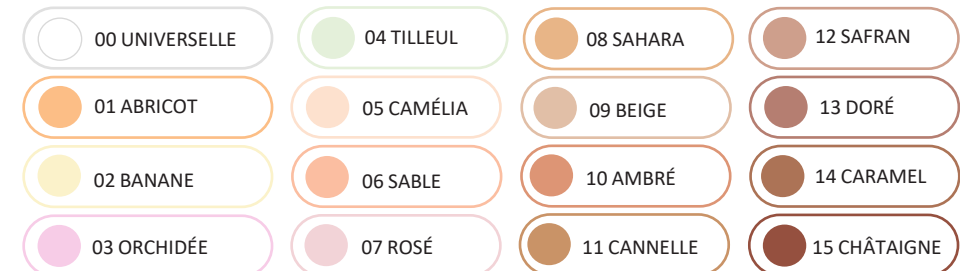 00 UNIVERSELLE
01 ABRICOT
02 BANANE
03 ORCHIDÉE
04 TILLEUL
05 CAMÉLIA
06 SABLE
07 ROSÉ
08 SAHARA
09 BEIGE
10 AMBRÉ
11 CANNELLE
12 SAFRAN
13 DORÉ
14 CARAMEL
15 CHÂTAIGNE